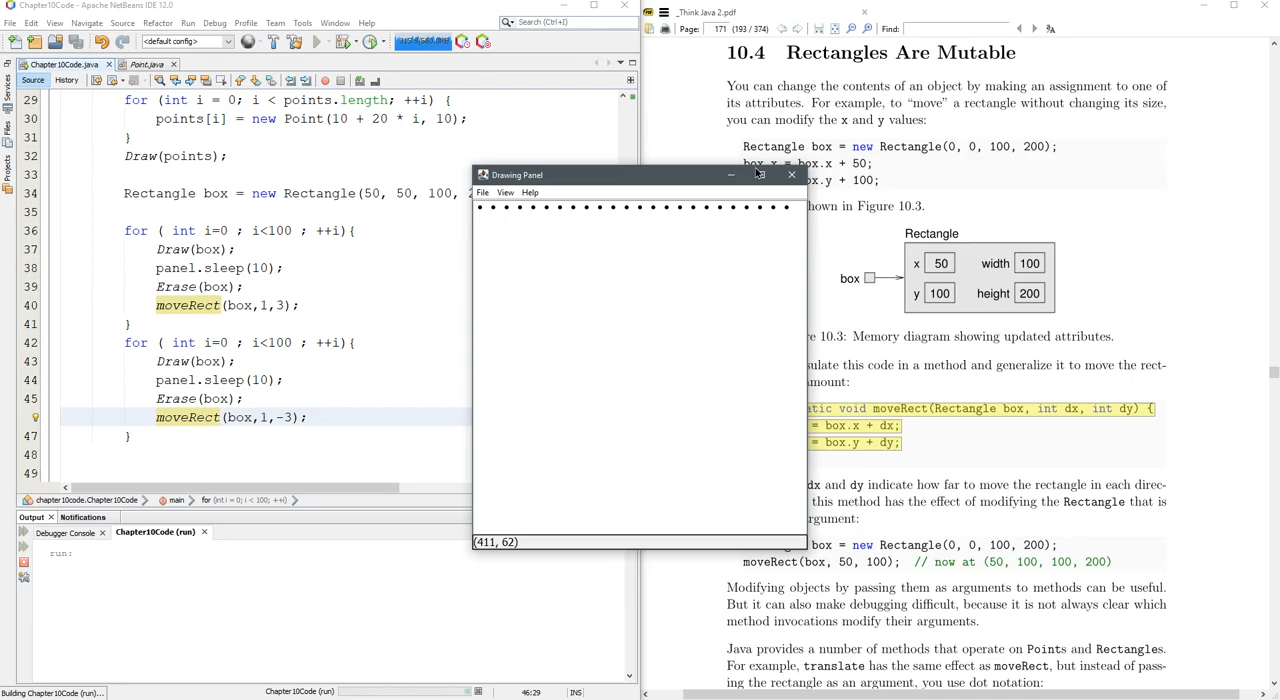 Chapter10Code - Apache NetBeans IDE 12.0
File Edit View Navigate Source Refactor Run Debug Profile Team Tools Window Help
Search (Ctrl+I)
<default config>
Chapter10Code.java
Point.java
Source History
29 for (int i = 0; i < points.length; ++i) {
30 points[i] = new Point(10 + 20 * i, 10);
31 }
32 Draw(points);
33
34 Rectangle box = new Rectangle(50, 50, 100, 2
35
36 for ( int i=0 ; i<100 ; ++i){
37 Draw(box);
38 panel.sleep(10);
39 Erase(box);
40 moveRect(box,1,3);
41 }
42 for ( int i=0 ; i<100 ; ++i){
43 Draw(box);
44 panel.sleep(10);
45 Erase(box);
moveRect(box,1,-3);
47 }
48
49
chapter10code.Chapter10Code
main
for (int i = 0; i < 100; ++i)
Output
Notifications
Debugger Console
Chapter10Code (run)
run:
Building Chapter10Code (run)...
Chapter10Code (run)
46:29
INS
Services
Files
Projects
Drawing Panel
File View Help
(411, 62)
_Think Java 2.pdf
Page: 171 (193 / 374)
Find:
10.4 Rectangles Are Mutable
You can change the contents of an object by making an assignment to one of
its attributes. For example, to “move” a rectangle without changing its size,
you can modify the x and y values:
Rectangle box = new Rectangle(0, 0, 100, 200);
box.x = box.x + 50;
x.y + 100;
hown in Figure 10.3.
Rectangle
x 50 width 100
box
y 100 height 200
e 10.3: Memory diagram showing updated attributes.
sulate this code in a method and generalize it to move the rect-
amount:
atic void moveRect(Rectangle box, int dx, int dy) {
= box.x + dx;
= box.y + dy;
dx and dy indicate how far to move the rectangle in each direc-
this method has the effect of modifying the Rectangle that is
rgument:
box = new Rectangle(0, 0, 100, 200);
moveRect(box, 50, 100); // now at (50, 100, 100, 200)
Modifying objects by passing them as arguments to methods can be useful.
But it can also make debugging difficult, because it is not always clear which
method invocations modify their arguments.
Java provides a number of methods that operate on Points and Rectangles.
For example, translate has the same effect as moveRect, but instead of pass-
ing the rectangle as an argument, you use dot notation: